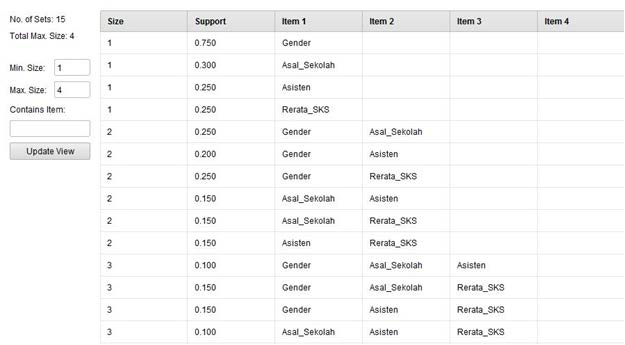 No. of Sets: 15
Total Max. Size: 4
Min. Size: 1
Max. Size: 4
Contains Item:
Update View
Size Support Item 1 Item 2 Item 3 Item 4
1 0.750 Gender
1 0.300 Asal_Sekolah
1 0.250 Asisten
1 0.250 Rerata_SKS
2 0.250 Gender Asal_Sekolah
2 0.200 Gender Asisten
2 0.250 Gender Rerata_SKS
2 0.150 Asal_Sekolah Asisten
2 0.150 Asal_Sekolah Rerata_SKS
2 0.150 Asisten Rerata_SKS
3 0.100 Gender Asal_Sekolah Asisten
3 0.150 Gender Asal_Sekolah Rerata_SKS
3 0.150 Gender Asisten Rerata_SKS
3 0.100 Asal_Sekolah Asisten Rerata_SKS